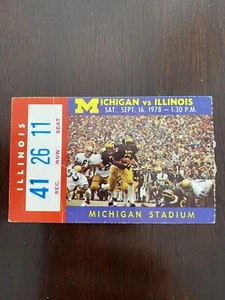 ILLINOIS
41 26 11
SEC. ROW SEAT
M
MICHIGAN vs ILLINOIS
SAT., SEPT. 16, 1978 - 1:30 P.M.
MICHIGAN STADIUM